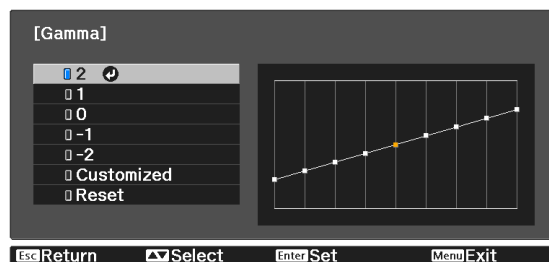 [Gamma]
2
1
0
-1
-2
Customized
Reset
Esc Return Select Enter Set Menu Exit